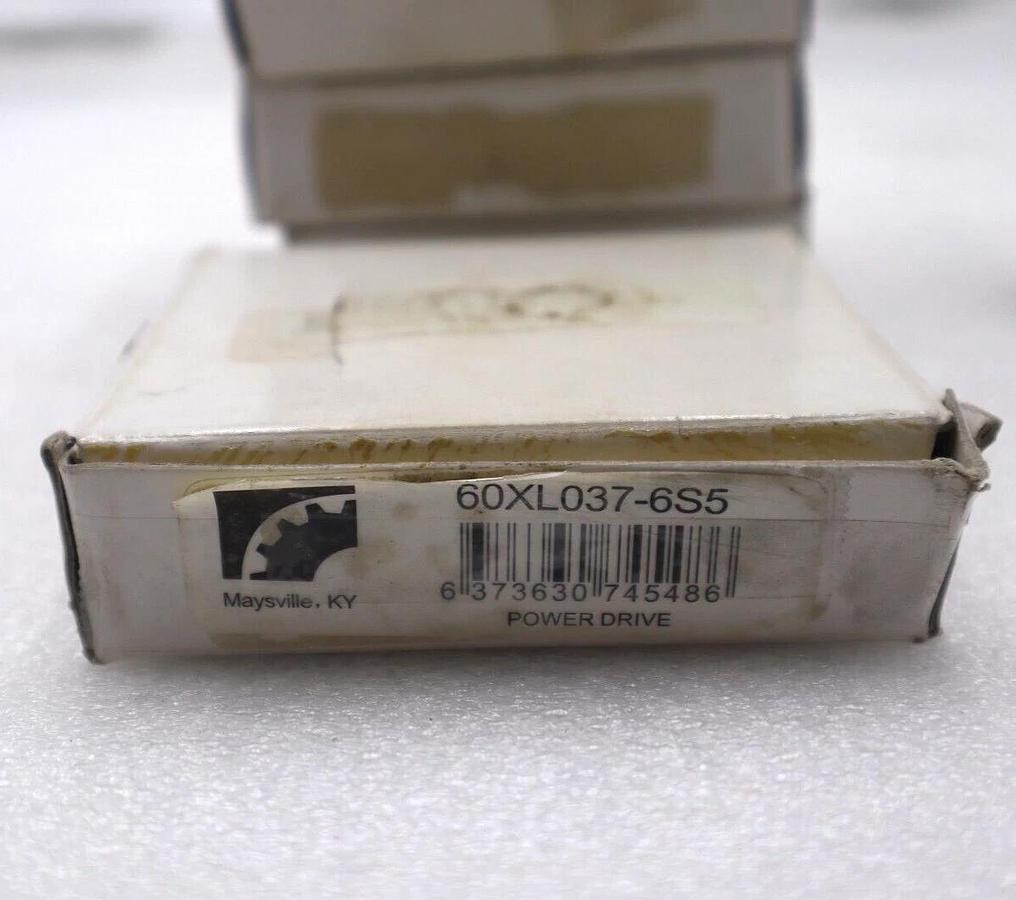 60XL037-6S5
6 373630 745486
Maysville, KY
POWER DRIVE